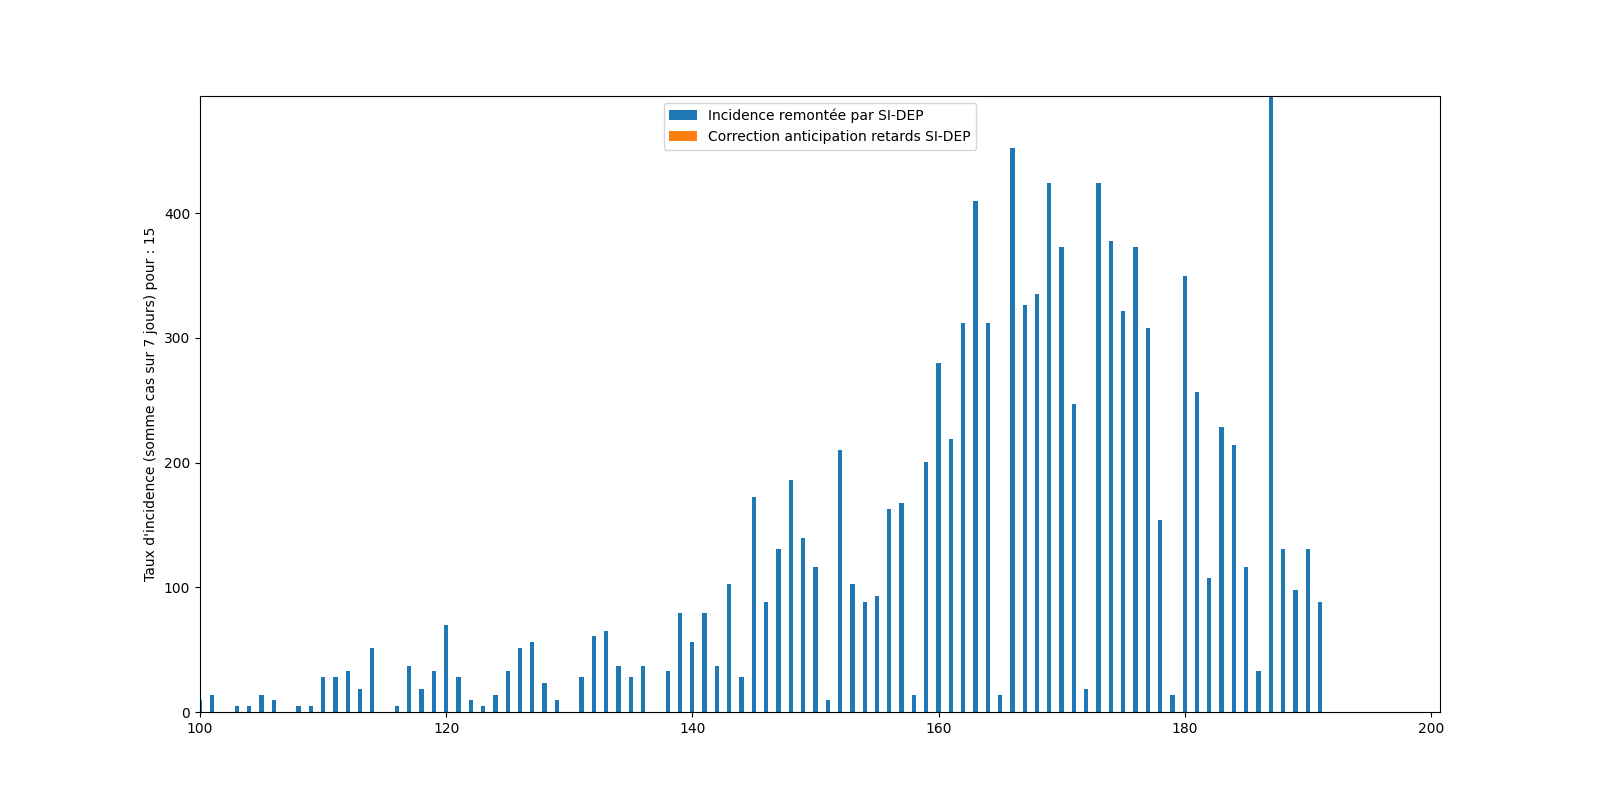 Incidence remontée par SI-DEP
Correction anticipation retards SI-DEP
Taux d'incidence (somme cas sur 7 jours) pour : 15
400
300
200
100
0
100 120 140 160 180 200